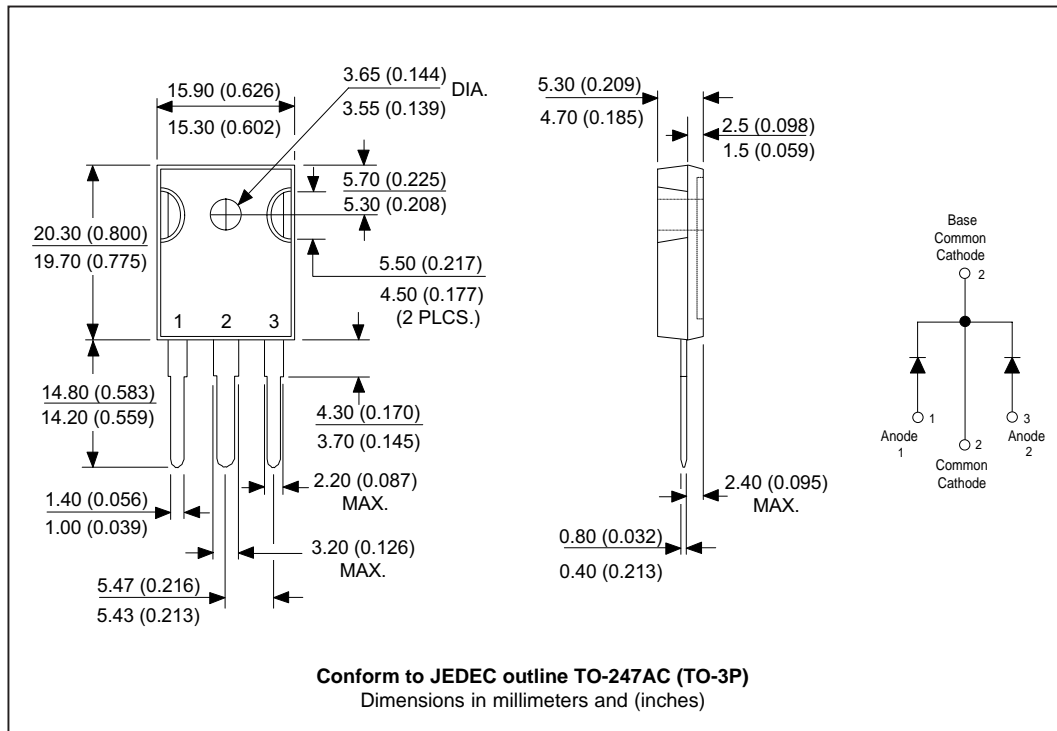 3.65 (0.144)
3.55 (0.139)
DIA.
15.90 (0.626)
15.30 (0.602)
5.70 (0.225)
5.30 (0.208)
20.30 (0.800)
19.70 (0.775)
5.50 (0.217)
4.50 (0.177)
(2 PLCS.)
1 2 3
14.80 (0.583)
14.20 (0.559)
4.30 (0.170)
3.70 (0.145)
2.20 (0.087)
MAX.
1.40 (0.056)
1.00 (0.039)
3.20 (0.126)
MAX.
5.47 (0.216)
5.43 (0.213)
5.30 (0.209)
4.70 (0.185)
2.5 (0.098)
1.5 (0.059)
2.40 (0.095)
MAX.
0.80 (0.032)
0.40 (0.213)
Base
Common
Cathode
2
1
Anode
1
2
Common
Cathode
3
Anode
2
Conform to JEDEC outline TO-247AC (TO-3P)
Dimensions in millimeters and (inches)